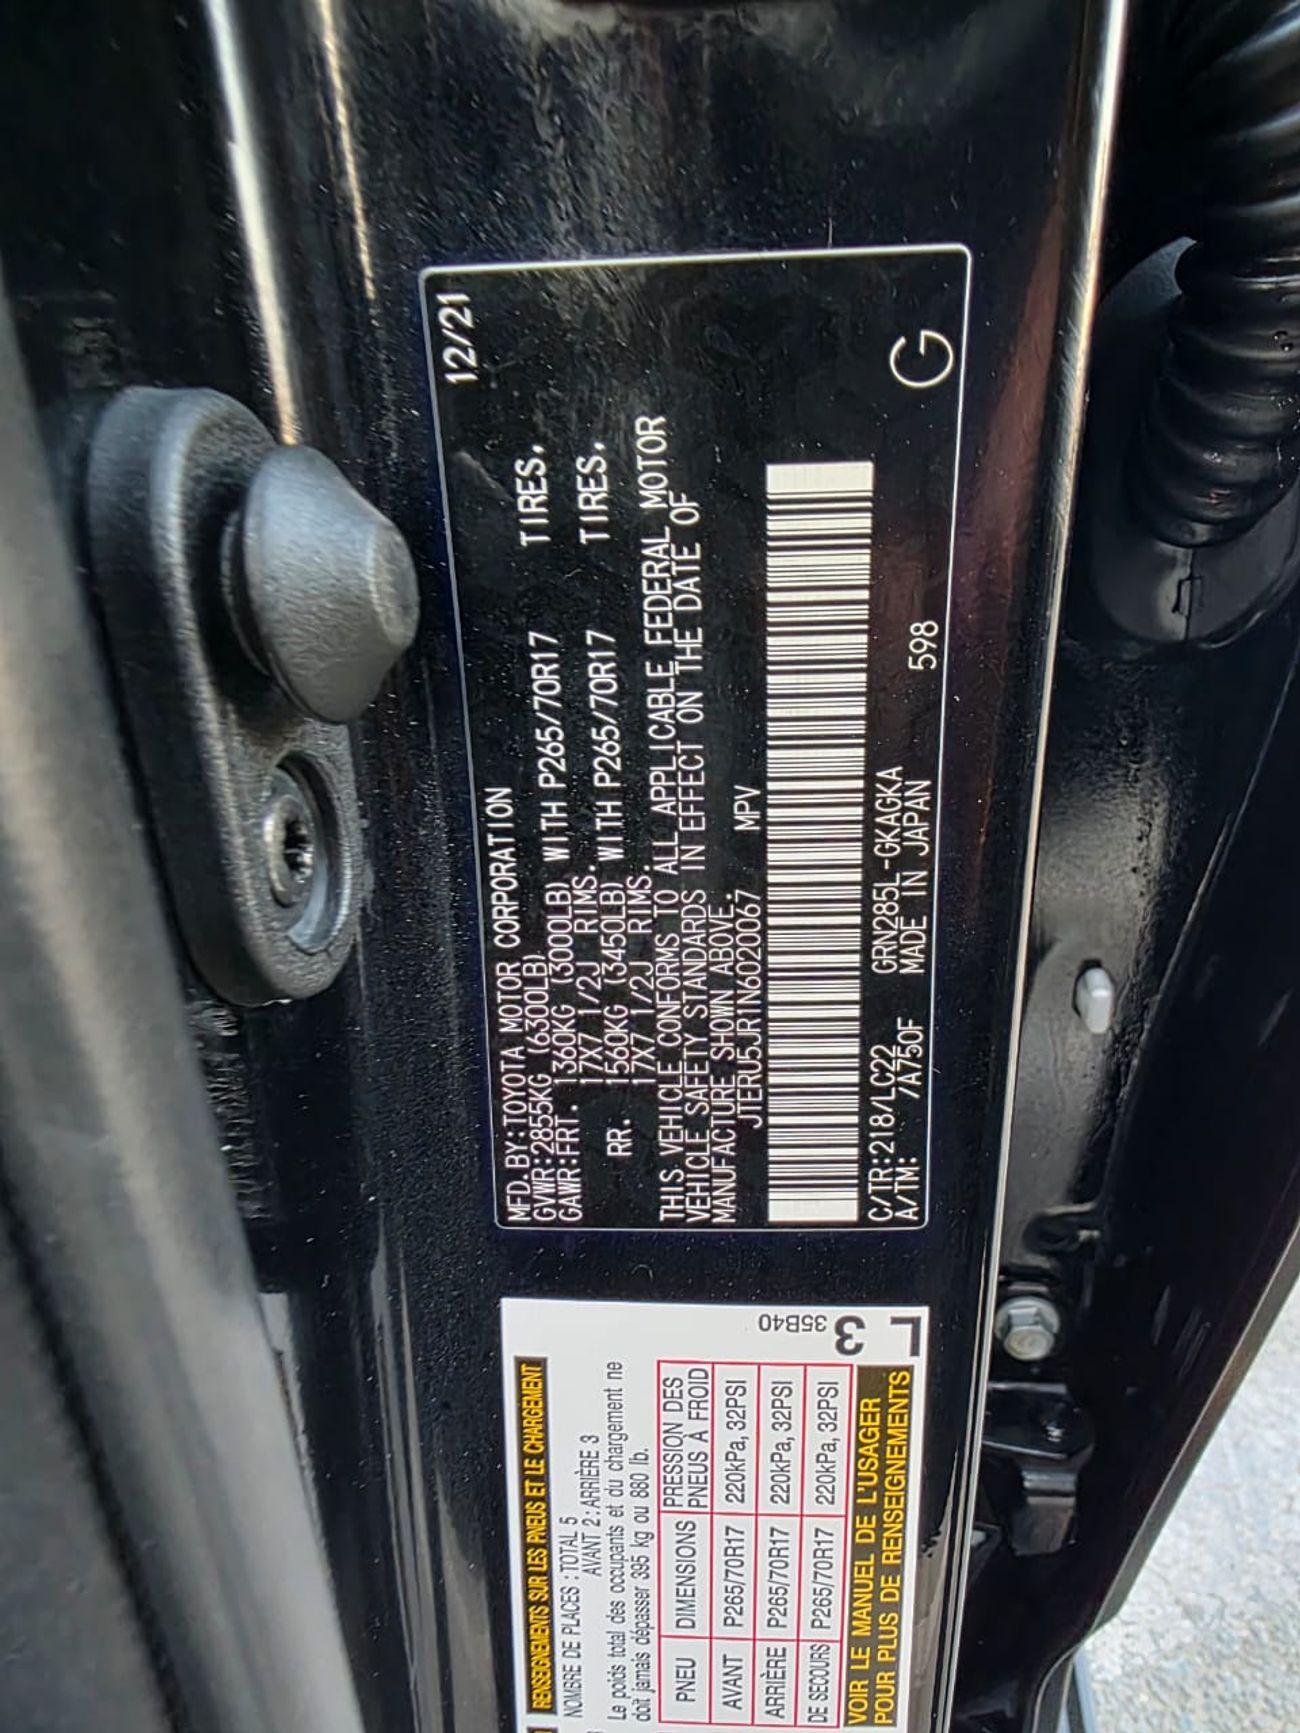 12/21
MFD.BY:TOYOTA MOTOR CORPORATION
GVWR:2855KG (6300LB)
GAWR:FRT. 1360KG (3000LB) WITH P265/70R17 TIRES,
17X7 1/2J RIMS.
RR. 1560KG (3450LB) WITH P265/70R17 TIRES,
17X7 1/2J RIMS.
THIS VEHICLE CONFORMS TO ALL APPLICABLE FEDERAL MOTOR
VEHICLE SAFETY STANDARDS IN EFFECT ON THE DATE OF
MANUFACTURE SHOWN ABOVE.
JTERU5JR1N6020067 MPV
C/TR:218/LC22 GRN285L-GKAGKA
A/TM: /A750F MADE IN JAPAN 598
G
RENSEIGNEMENTS SUR LES PNEUS ET LE CHARGEMENT
NOMBRE DE PLACES : TOTAL 5
AVANT 2: ARRIÈRE 3
Le poids total des occupants et du chargement ne
doit jamais dépasser 395 kg ou 880 lb.
PNEU DIMENSIONS PRESSION DES PNEUS À FROID
AVANT P265/70R17 220kPa, 32PSI
ARRIÈRE P265/70R17 220kPa, 32PSI
DE SECOURS P265/70R17 220kPa, 32PSI
VOIR LE MANUEL DE L'USAGER
POUR PLUS DE RENSEIGNEMENTS
35B40
3
L